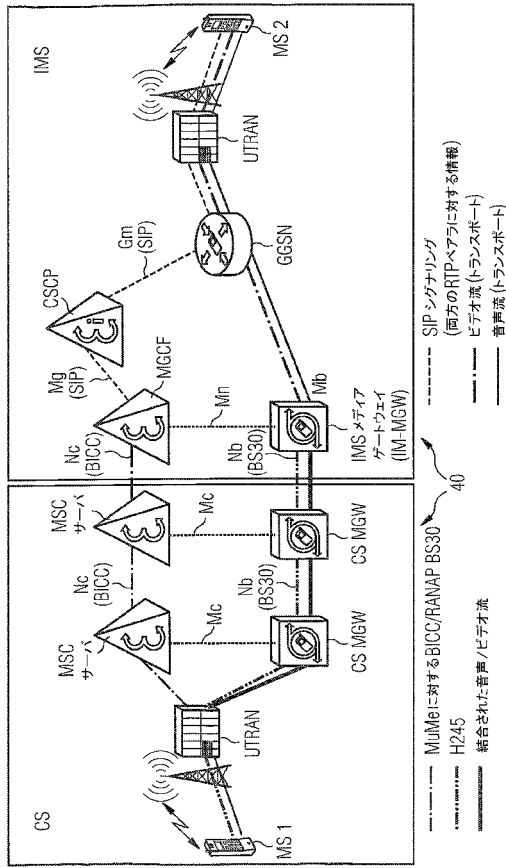 CS
IMS
MS 1
UTRAN
MSC
サーバ
Nc
(BICC)
MSC
サーバ
Nc
(BICC)
MGCF
Mg
(SIP)
CSCP
Gm
(SIP)
UTRAN
MS 2
GGSN
Mc
Mc
Mn
CS MGW
Nb
(BS30)
CS MGW
Nb
(BS30)
IMS メディア
ゲートウェイ
(IM-MGW)
Mb
40
MuMeに対するBICC/RANAP BS30
H245
結合された音声/ビデオ流
SIP シグナリング
(両方のRTPベアラに対する情報)
ビデオ流(トランスポート)
音声流(トランスポート)